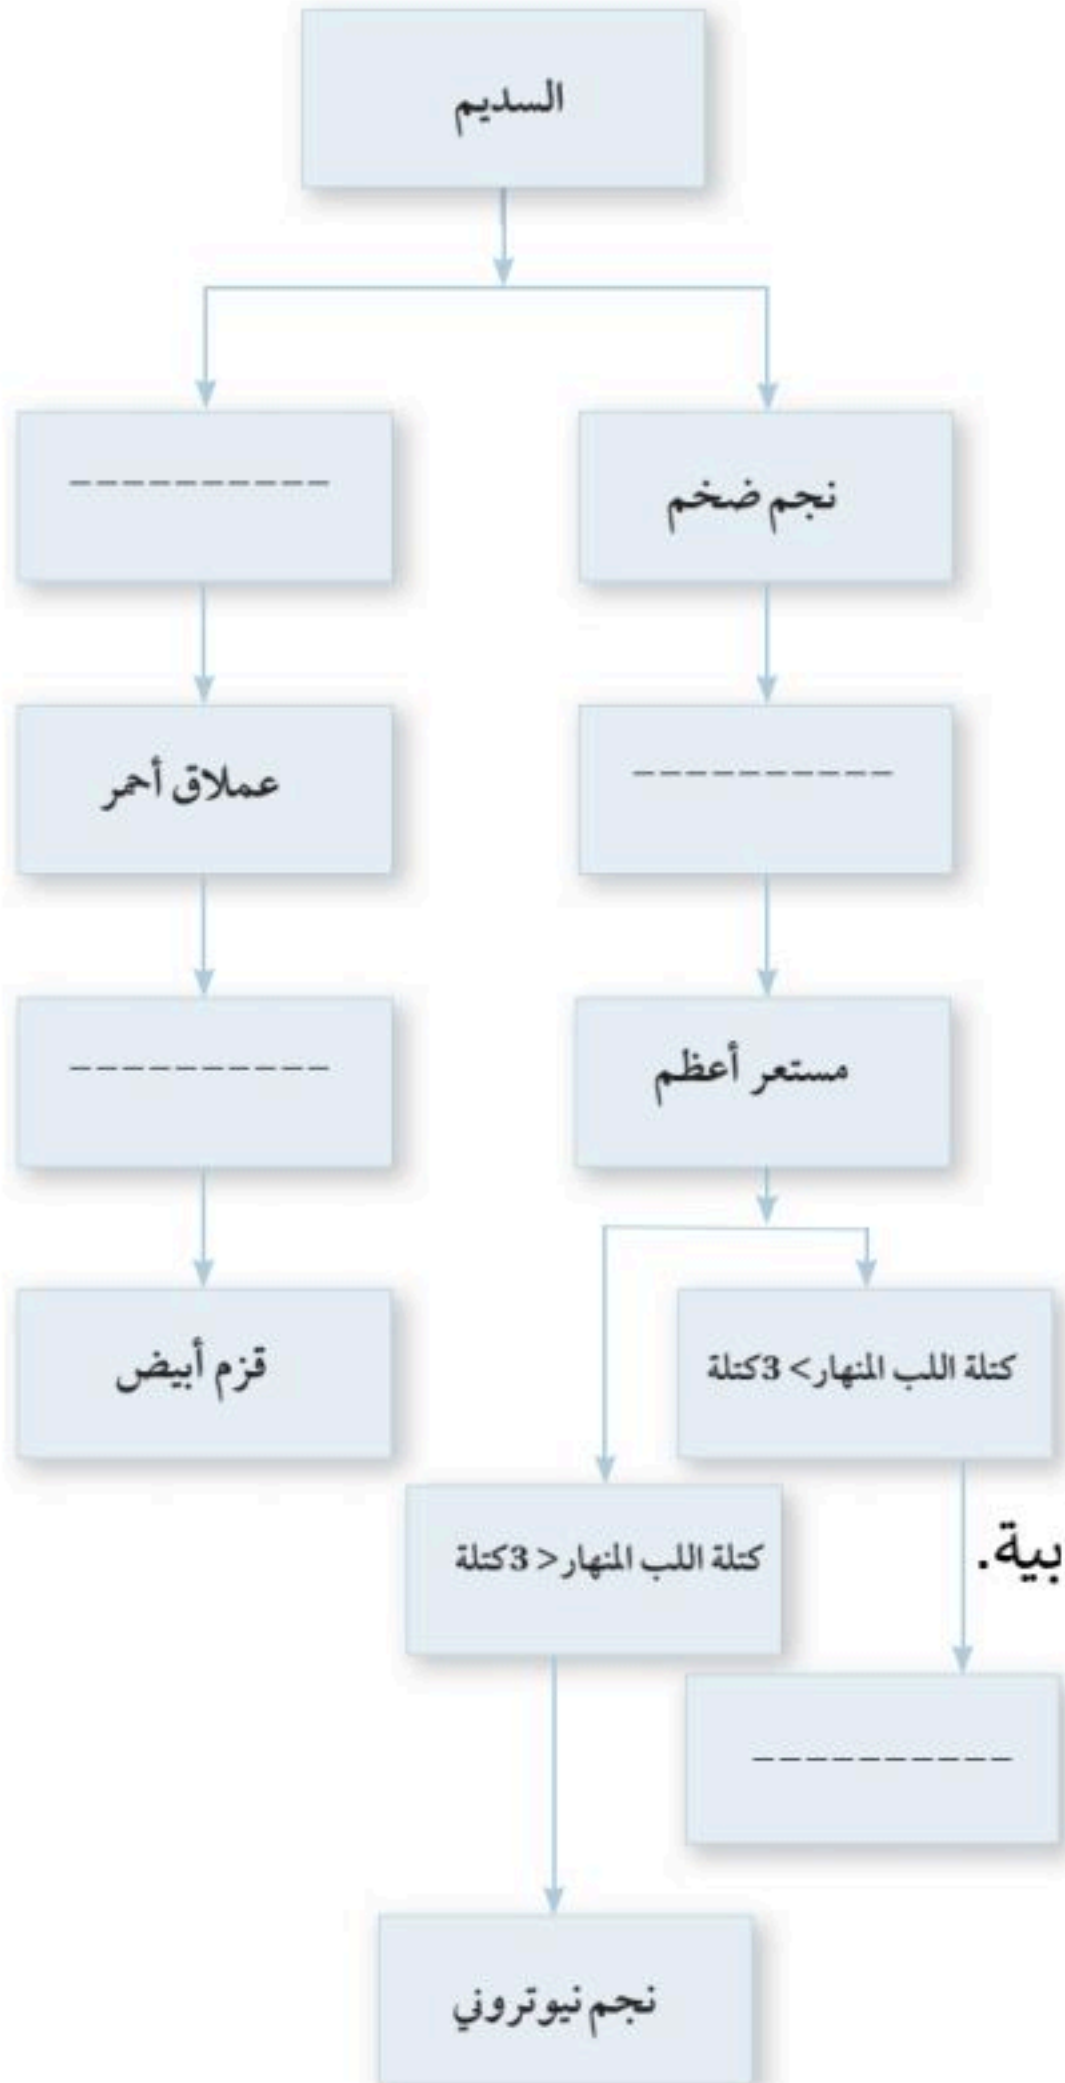 السديم
نجم ضخم
----------
----------
عملاق أحمر
مستعر أعظم
----------
كتلة اللب المنهار> 3كتلة
قزم أبيض
كتلة اللب المنهار< 3كتلة
بية.
----------
نجم نيوتروني